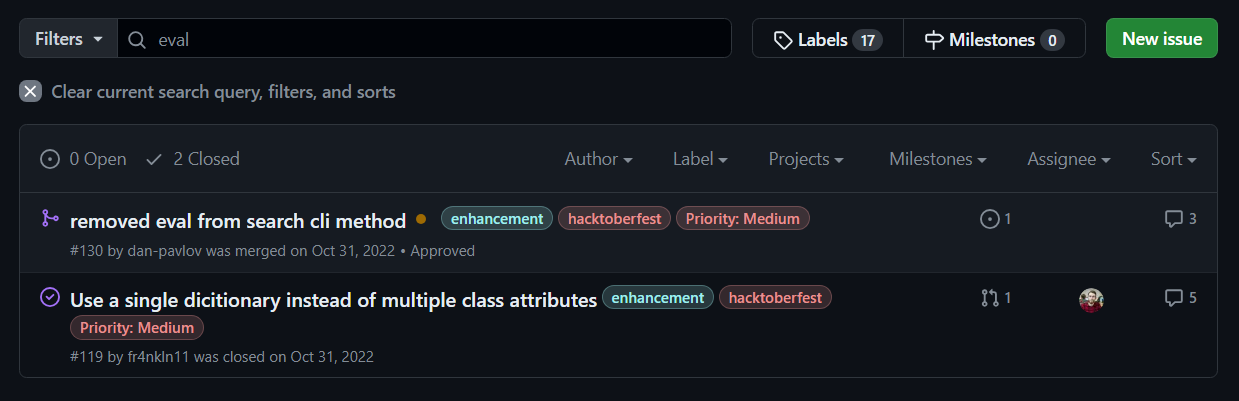 Filters eval Labels 17 Milestones 0 New issue
Clear current search query, filters, and sorts
0 Open 2 Closed Author Label Projects Milestones Assignee Sort
removed eval from search cli method enhancement hacktoberfest Priority: Medium 1 3
#130 by dan-pavlov was merged on Oct 31, 2022 • Approved
Use a single dicitionary instead of multiple class attributes enhancement hacktoberfest 1 5
Priority: Medium
#119 by fr4nkln11 was closed on Oct 31, 2022